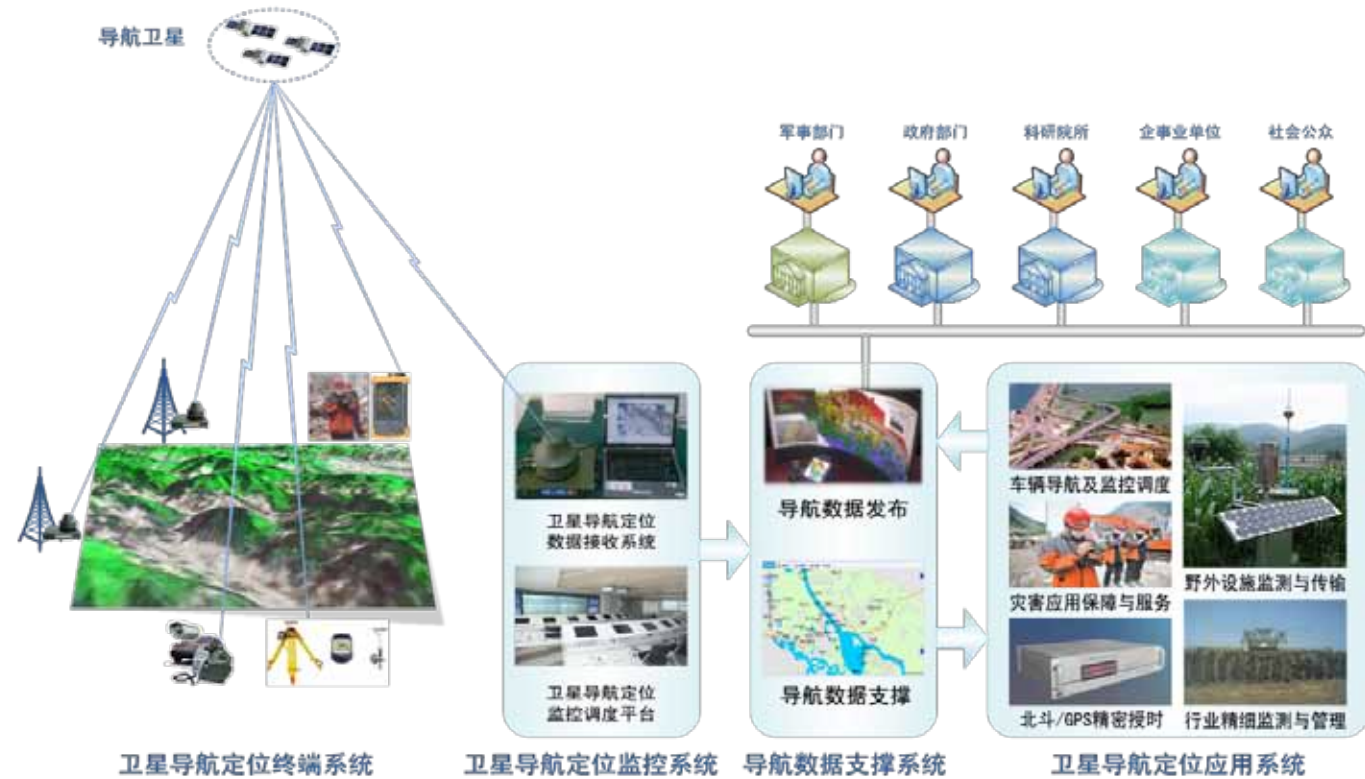 导航卫星
军事部门
政府部门
科研院所
企事业单位
社会公众
卫星导航定位
数据接收系统
卫星导航定位
监控调度平台
导航数据发布
导航数据支撑
车辆导航及监控调度
灾害应用保障与服务
北斗/GPS精密授时
野外设施监测与传输
行业精细监测与管理
卫星导航定位终端系统
卫星导航定位监控系统
导航数据支撑系统
卫星导航定位应用系统